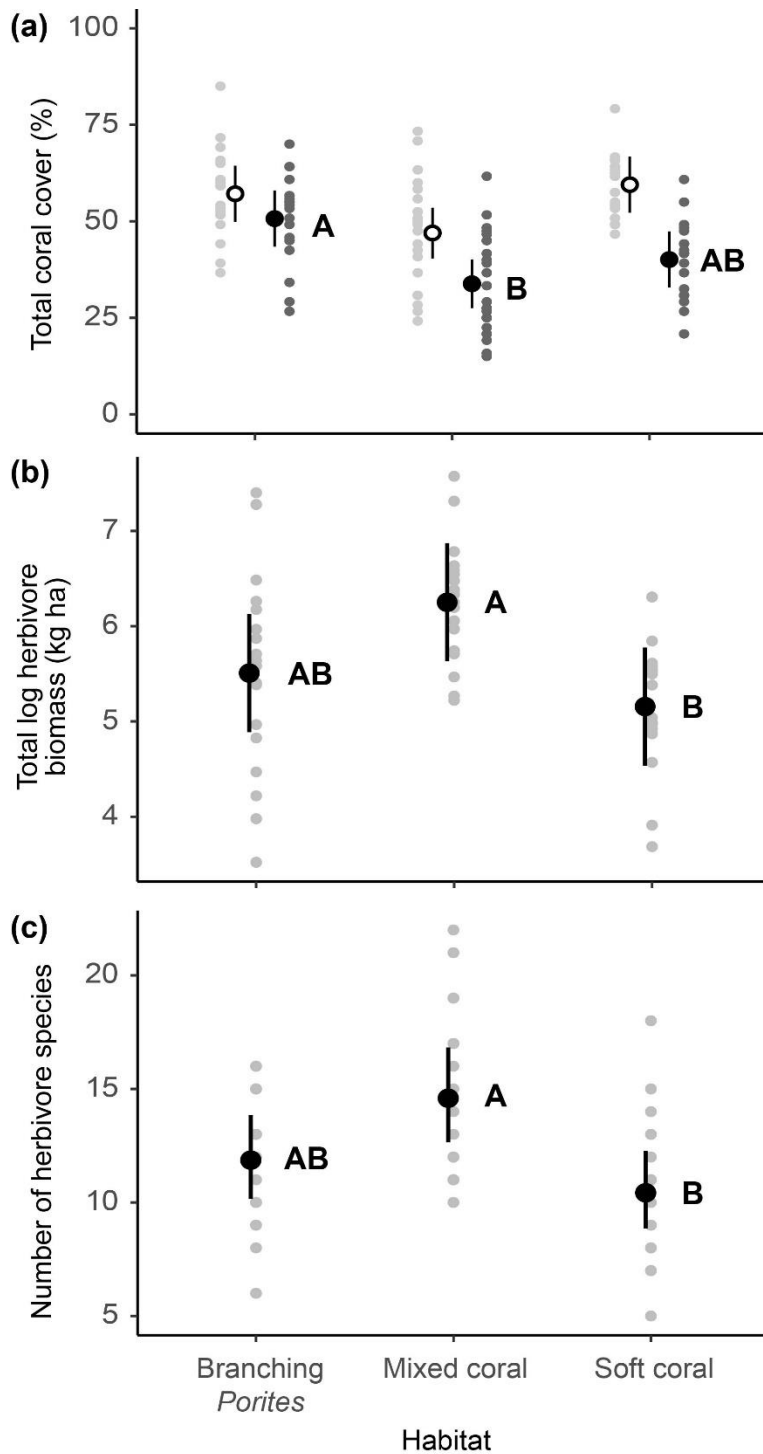 (a)
Total coral cover (%)
100
75
50
25
0
A
B
AB
(b)
Total log herbivore
biomass (kg ha)
7
6
5
4
AB
A
B
(c)
Number of herbivore species
20
15
10
5
AB
A
B
Branching
Porites
Mixed coral
Soft coral
Habitat